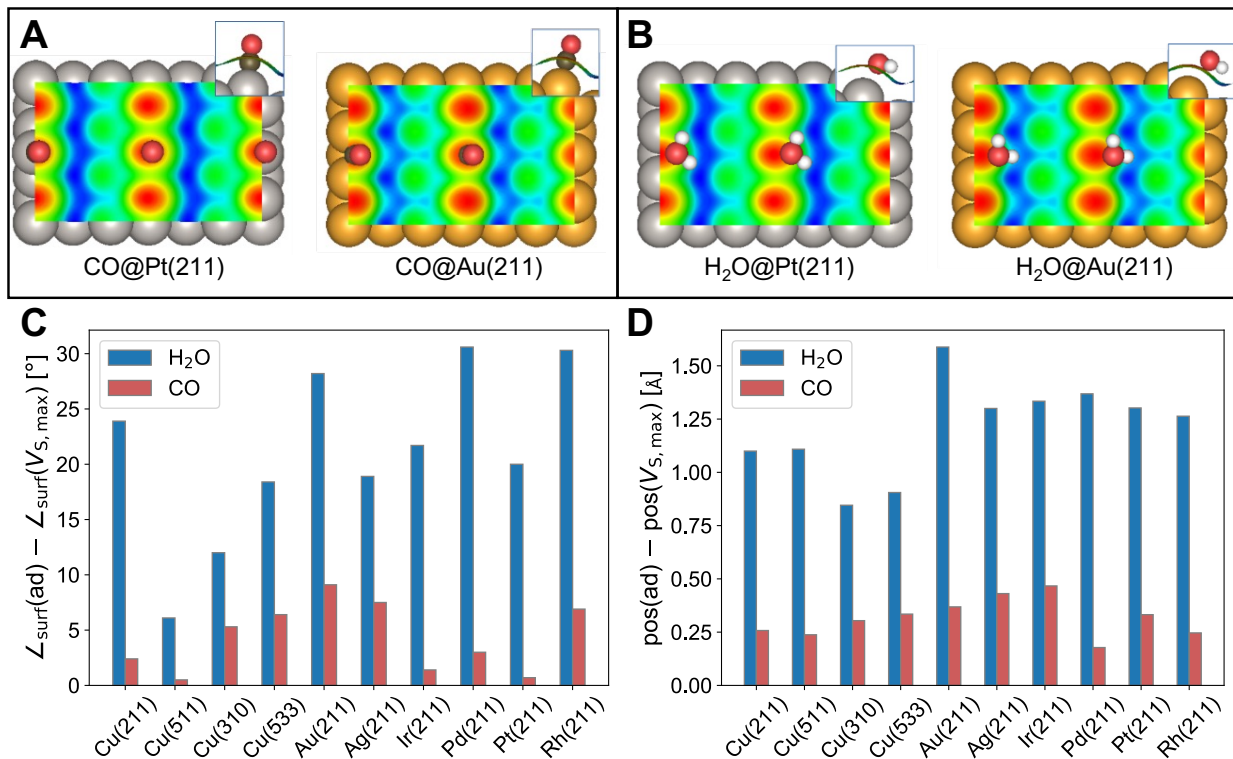 A
B
CO@Pt(211)
CO@Au(211)
H₂O@Pt(211)
H₂O@Au(211)
C
D
∠surf(ad) − ∠surf(VS, max) [°]
30
25
20
15
10
5
0
H₂O
CO
Cu(211)
Cu(511)
Cu(310)
Cu(533)
Au(211)
Ag(211)
Ir(211)
Pd(211)
Pt(211)
Rh(211)
pos(ad) − pos(VS, max) [Å]
1.50
1.25
1.00
0.75
0.50
0.25
0.00
H₂O
CO
Cu(211)
Cu(511)
Cu(310)
Cu(533)
Au(211)
Ag(211)
Ir(211)
Pd(211)
Pt(211)
Rh(211)